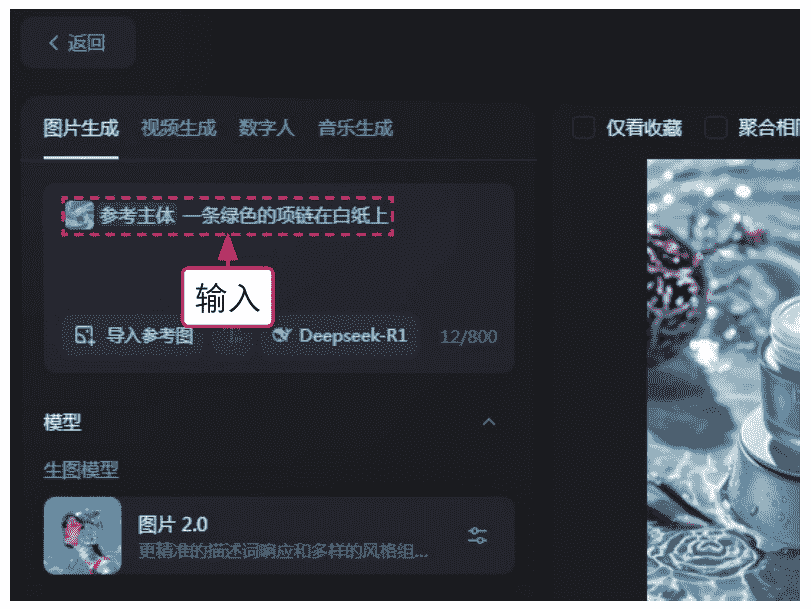 返回
图片生成 视频生成 数字人 音乐生成
仅看收藏 聚合相同
参考主体 一条绿色的项链在白纸上
输入
导入参考图 Deepseek-R1 12/800
模型
生图模型
图片 2.0
更精准的描述词响应和多样的风格组...